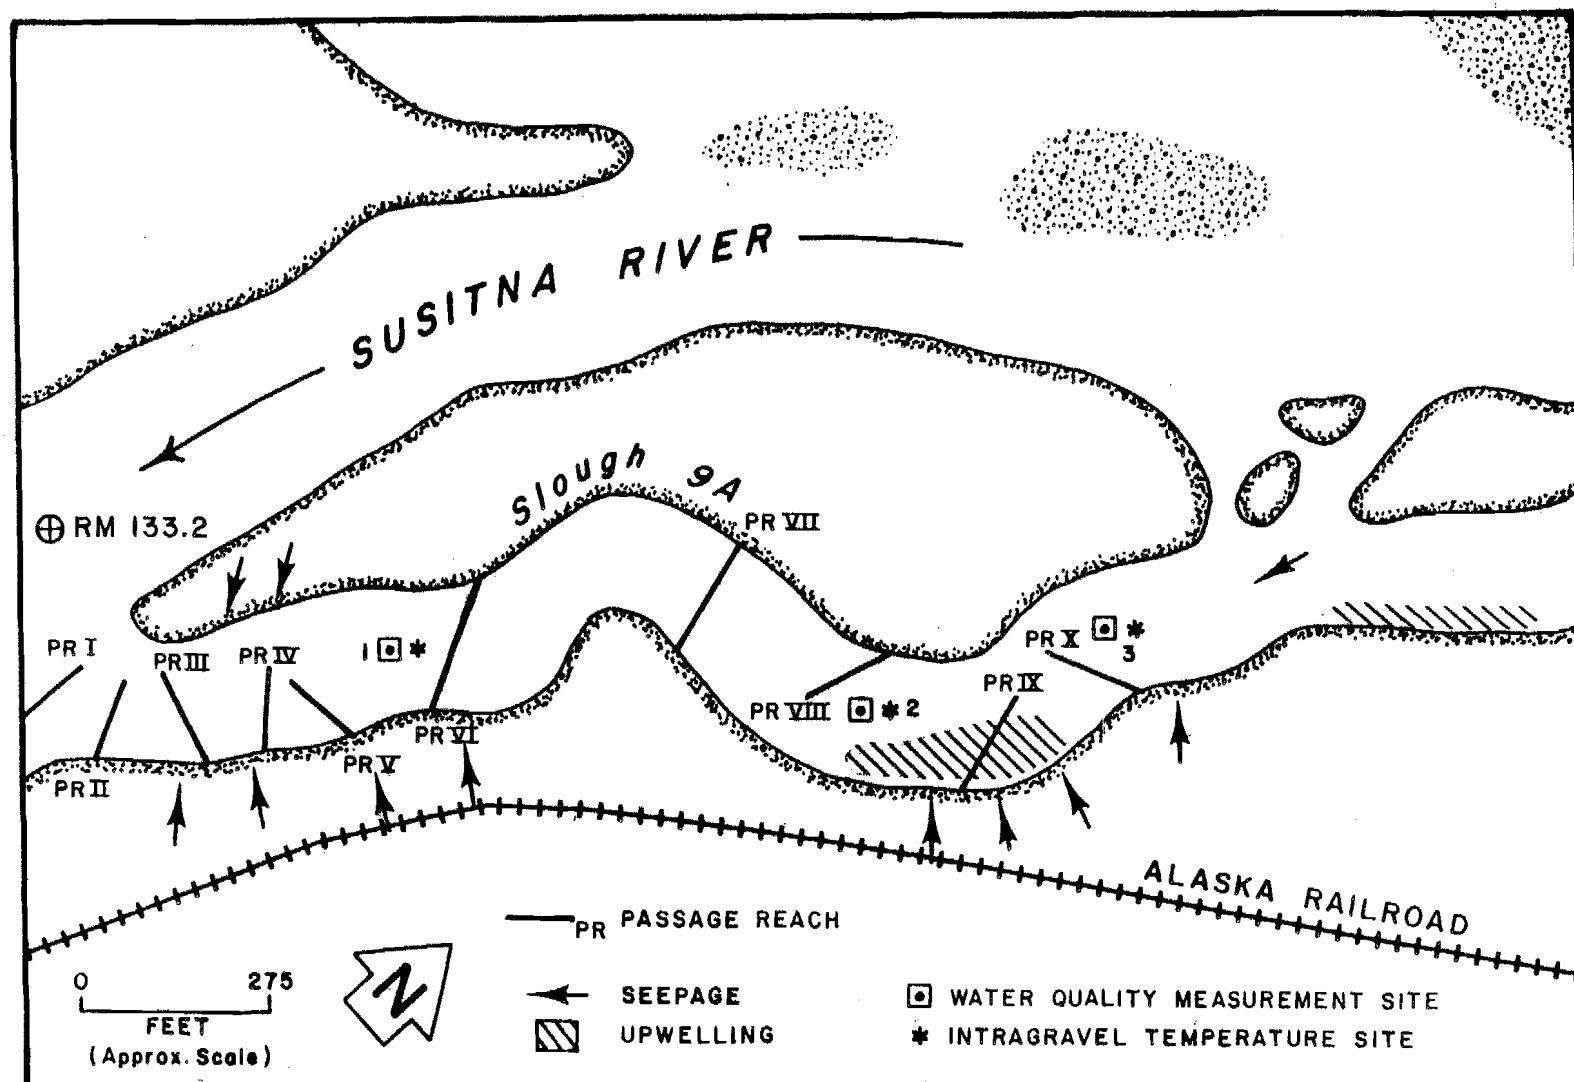 SUSITNA RIVER
Slough 9A
PR VII
⊕ RM 133.2
PR I
PR III
PR IV
1
PR X
3
PR IX
PR VIII
2
PR VI
PR V
PR II
ALASKA RAILROAD
PR PASSAGE REACH
0 275
FEET
(Approx. Scale)
N
SEEPAGE
UPWELLING
WATER QUALITY MEASUREMENT SITE
* INTRAGRAVEL TEMPERATURE SITE